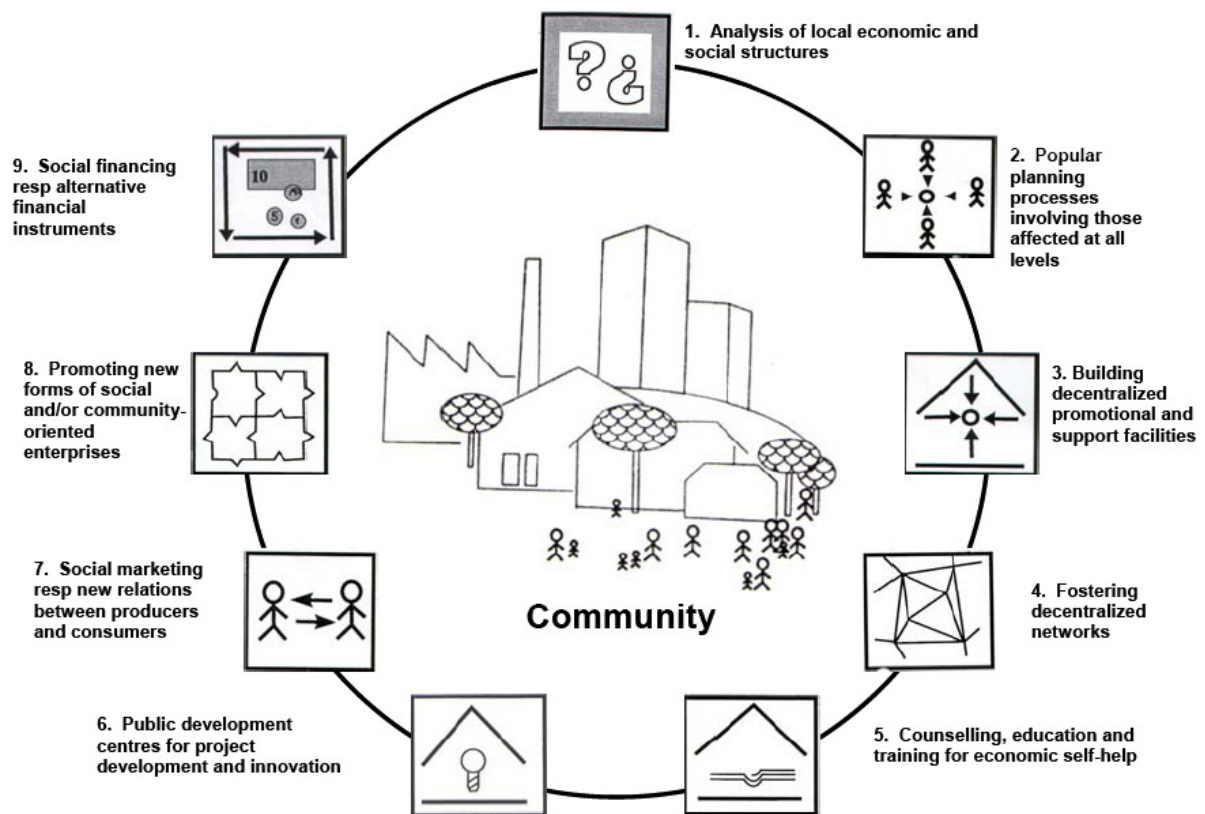 1. Analysis of local economic and
social structures
? ¿
2. Popular
planning
processes
involving those
affected at all
levels
3. Building
decentralized
promotional and
support facilities
4. Fostering
decentralized
networks
5. Counselling, education and
training for economic self-help
6. Public development
centres for project
development and innovation
7. Social marketing
resp new relations
between producers
and consumers
8. Promoting new
forms of social
and/or community-
oriented
enterprises
9. Social financing
resp alternative
financial
instruments
10
5
Community